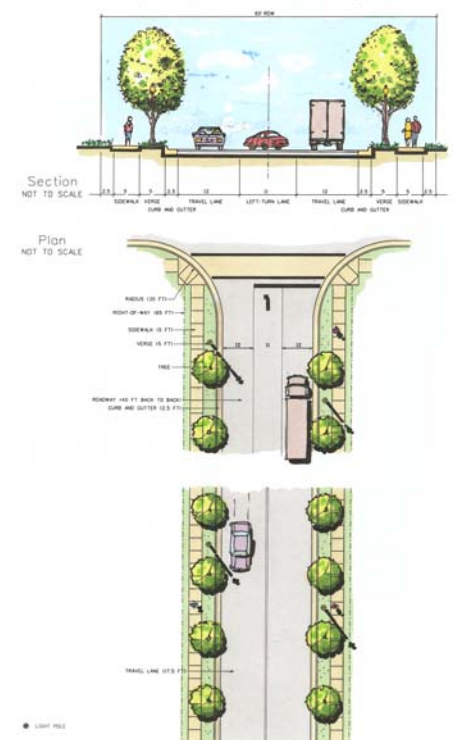 ROW
Section
NOT TO SCALE
2.5 5 5 2.5 12 11 12 2.5 5 5 2.5
SIDEWALK VERGE TRAVEL LANE LEFT-TURN LANE TRAVEL LANE VERGE SIDEWALK
CURB AND GUTTER CURB AND GUTTER
Plan
NOT TO SCALE
RADIUS
RIGHT-OF-WAY (65 FT)
SIDEWALK (5 FT)
VERGE (5 FT)
12 11 12
TREE
ROADWAY (40 FT BACK TO BACK)
CURB AND GUTTER (2.5 FT)
TRAVEL LANE (17.5 FT)
LIGHT POLE